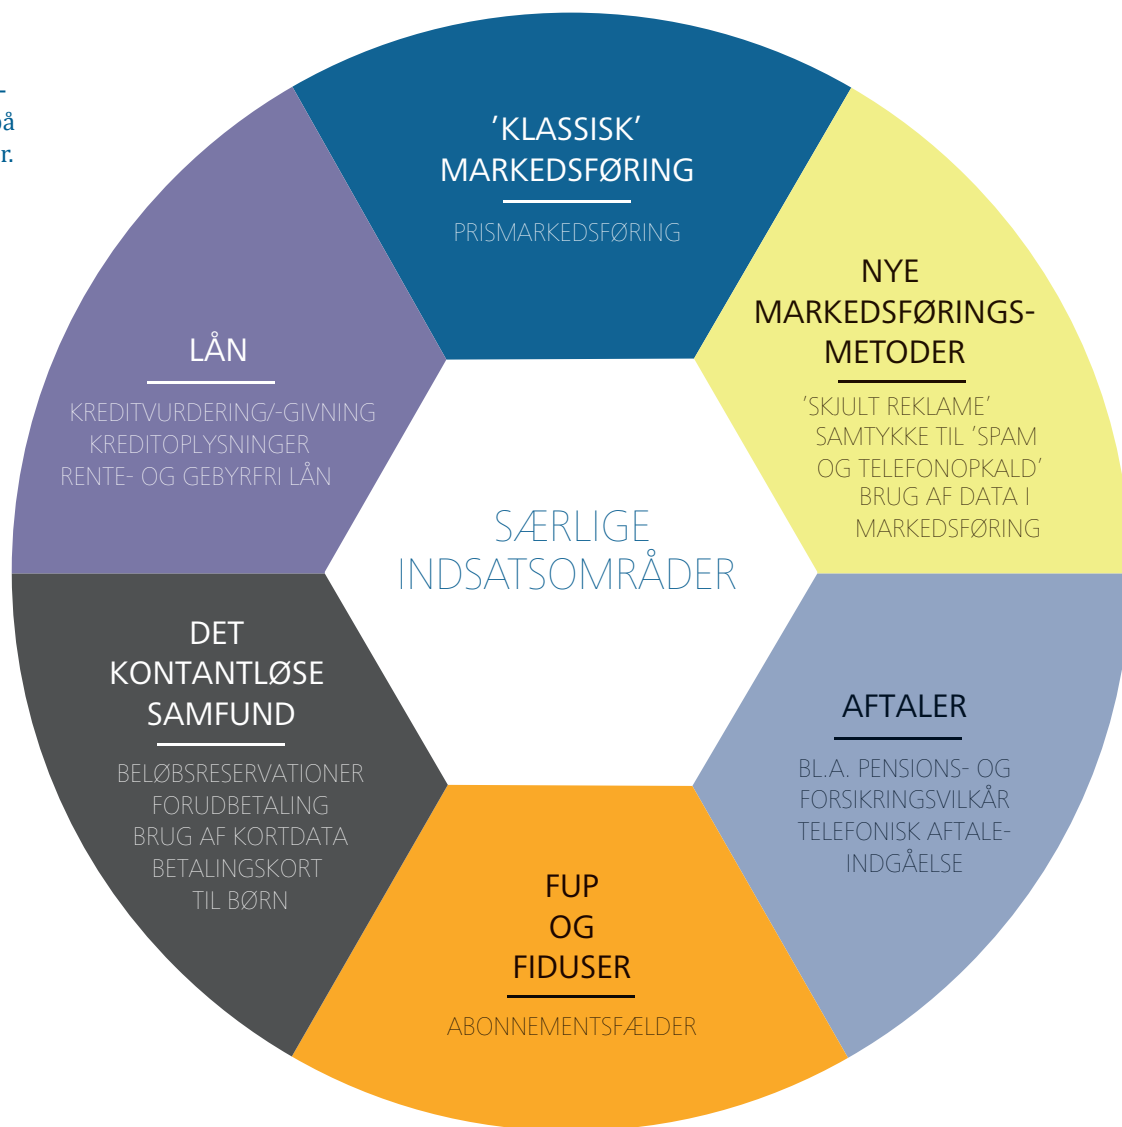 -
på
r.
'KLASSISK'
MARKEDSFØRING
PRISMARKEDSFØRING
NYE
MARKEDSFØRINGS-
METODER
'SKJULT REKLAME'
SAMTYKKE TIL 'SPAM
OG TELEFONOPKALD'
BRUG AF DATA I
MARKEDSFØRING
AFTALER
BL.A. PENSIONS- OG
FORSIKRINGSVILKÅR
TELEFONISK AFTALE-
INDGÅELSE
FUP
OG
FIDUSER
ABONNEMENTSFÆLDER
DET
KONTANTLØSE
SAMFUND
BELØBSRESERVATIONER
FORUDBETALING
BRUG AF KORTDATA
BETALINGSKORT
TIL BØRN
LÅN
KREDITVURDERING/-GIVNING
KREDITOPLYSNINGER
RENTE- OG GEBYRFRI LÅN
SÆRLIGE
INDSATSOMRÅDER